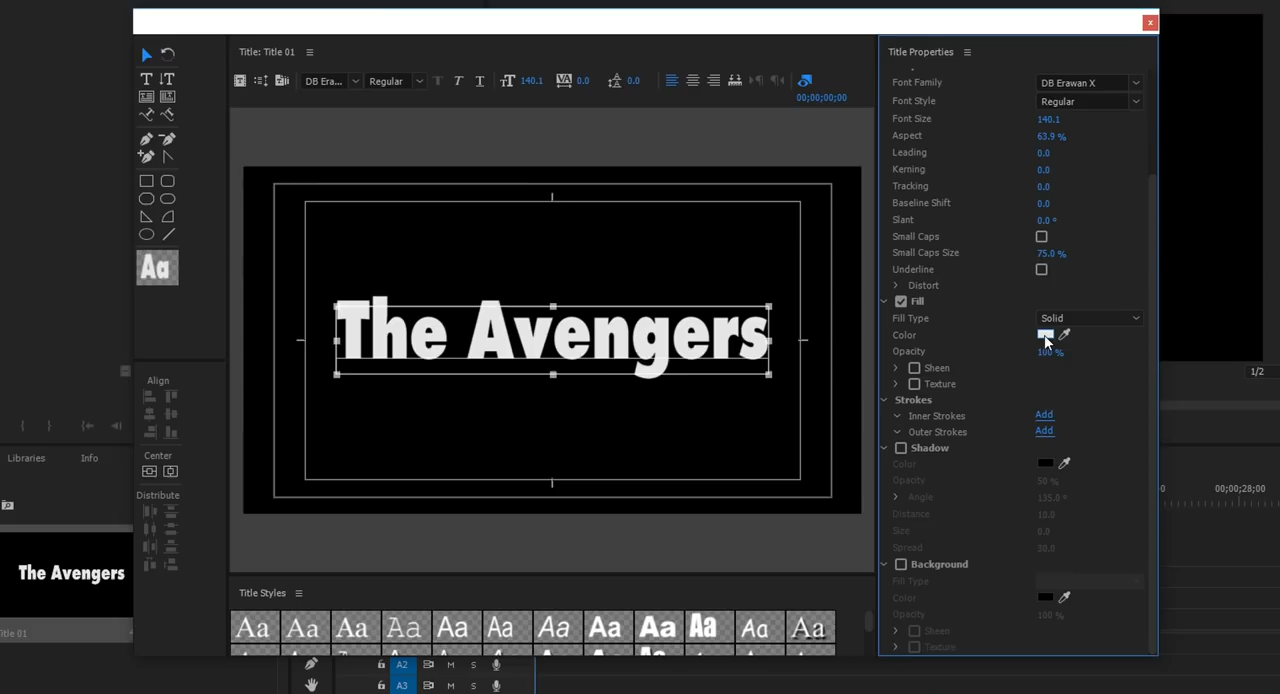 Title: Title 01
Title Properties
DB Era...
Regular
140.1
0.0
0.0
00;00;00;00
Font Family
DB Erawan X
Font Style
Regular
Font Size
140.1
Aspect
63.9 %
Leading
0.0
Kerning
0.0
Tracking
0.0
Baseline Shift
0.0
Slant
0.0 °
Small Caps
Small Caps Size
75.0 %
Underline
Distort
Fill
Fill Type
Solid
Color
Opacity
100 %
Sheen
Texture
Strokes
Inner Strokes
Add
Outer Strokes
Add
Shadow
Color
Opacity
50 %
Angle
135.0 °
Distance
10.0
Size
0.0
Spread
30.0
Background
Fill Type
Color
Opacity
100 %
Sheen
Texture
The Avengers
Aa
Align
Center
Distribute
Libraries
Info
The Avengers
Title 01
Title Styles
Aa Aa Aa Aa Aa Aa Aa Aa Aa Aa Aa Aa
A2 M S
A3 M S
1/2
00;00;28;00